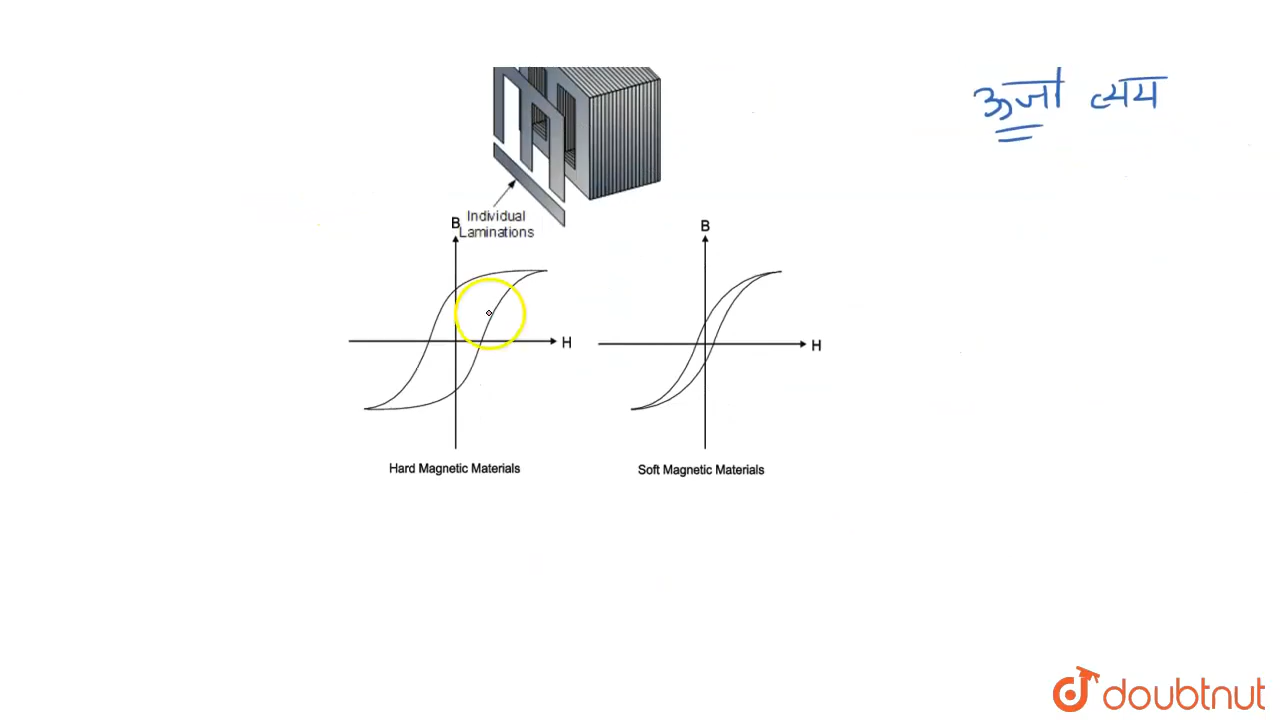 ऊर्जा व्यय
Individual
Laminations
B
H
Hard Magnetic Materials
B
H
Soft Magnetic Materials
doubtnut